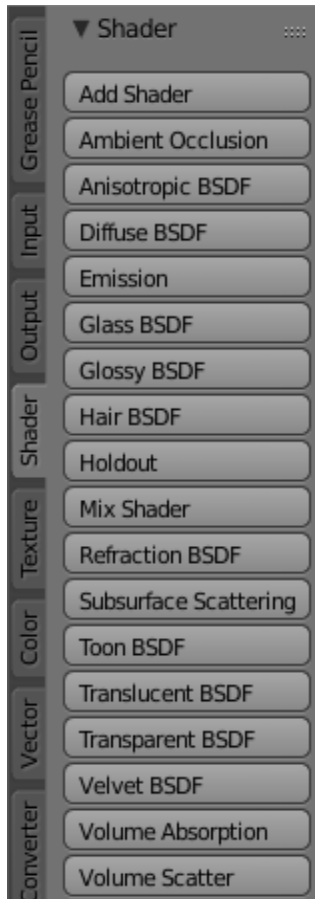 Shader
Add Shader
Ambient Occlusion
Anisotropic BSDF
Diffuse BSDF
Emission
Glass BSDF
Glossy BSDF
Hair BSDF
Holdout
Mix Shader
Refraction BSDF
Subsurface Scattering
Toon BSDF
Translucent BSDF
Transparent BSDF
Velvet BSDF
Volume Absorption
Volume Scatter
Grease Pencil
Input
Output
Shader
Texture
Color
Vector
Converter